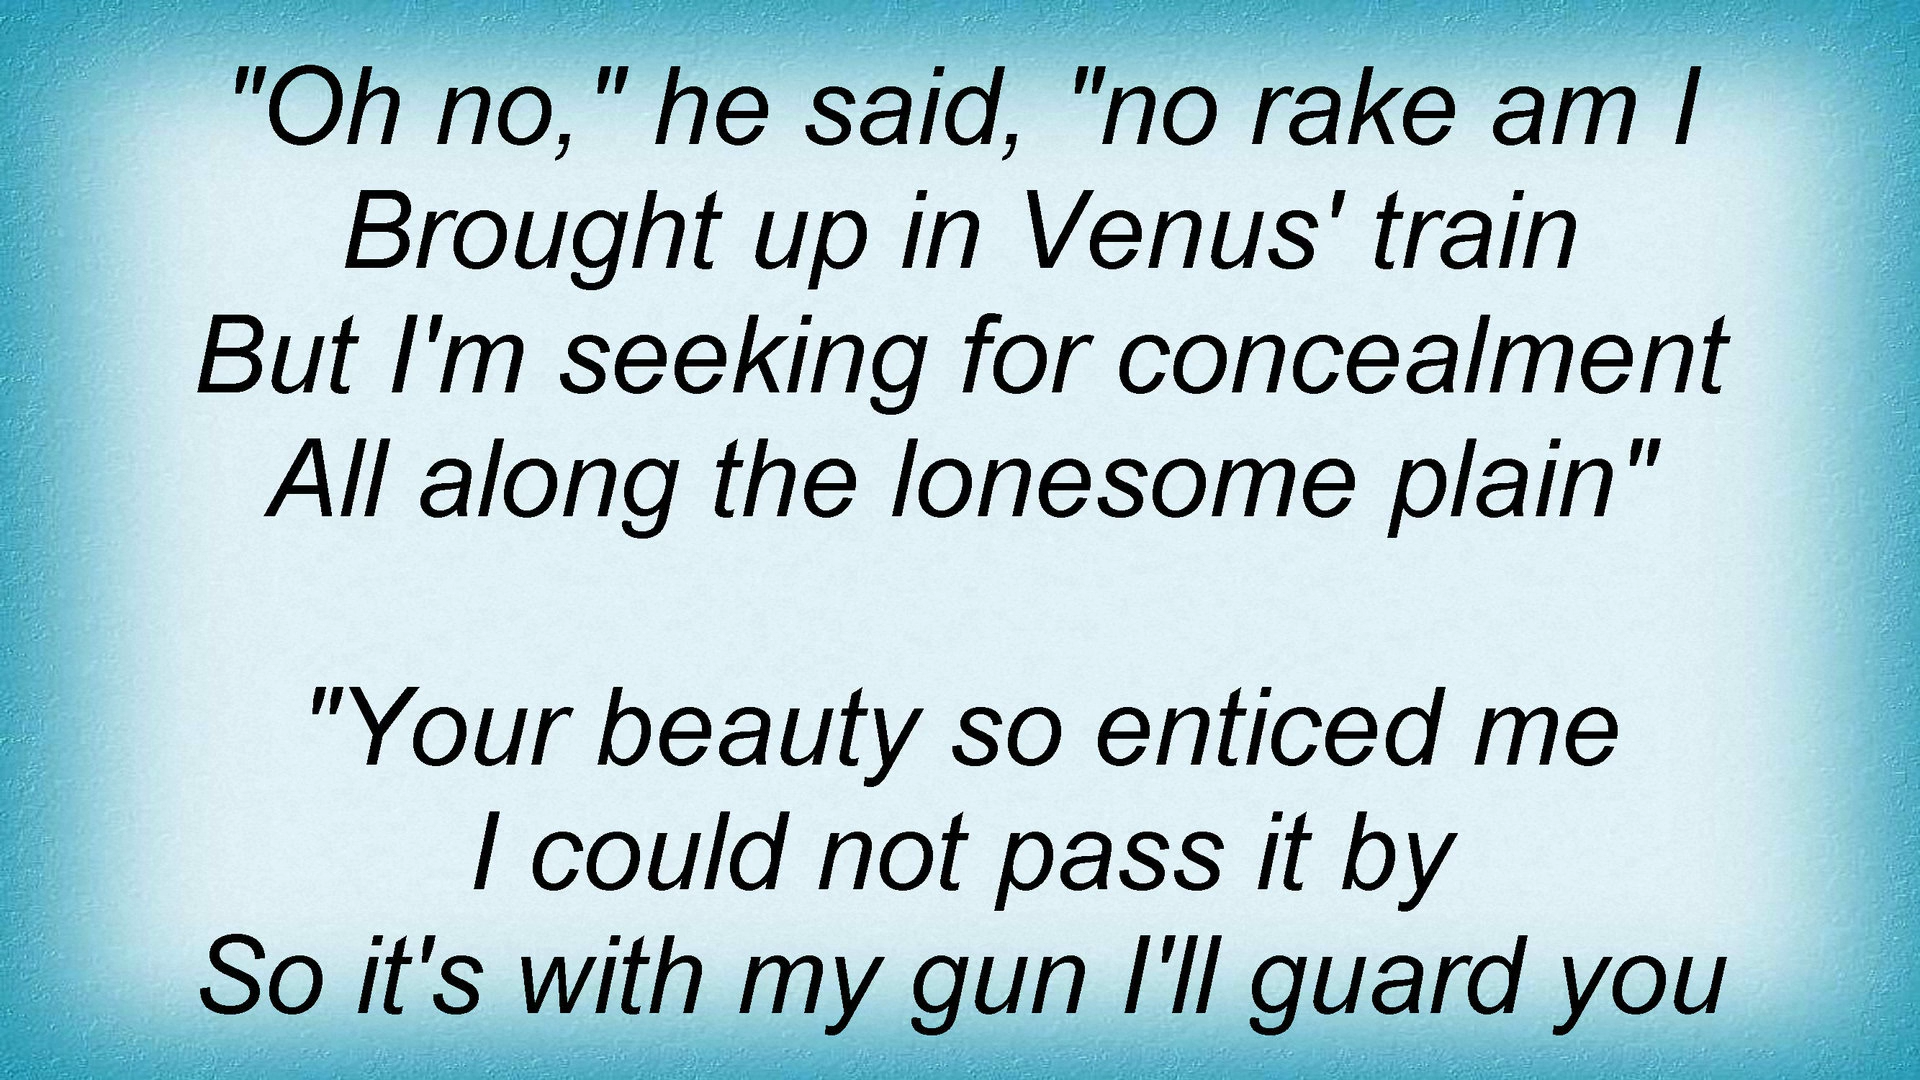 "Oh no," he said, "no rake am I
Brought up in Venus' train
But I'm seeking for concealment
All along the lonesome plain"
"Your beauty so enticed me
I could not pass it by
So it's with my gun I'll guard you